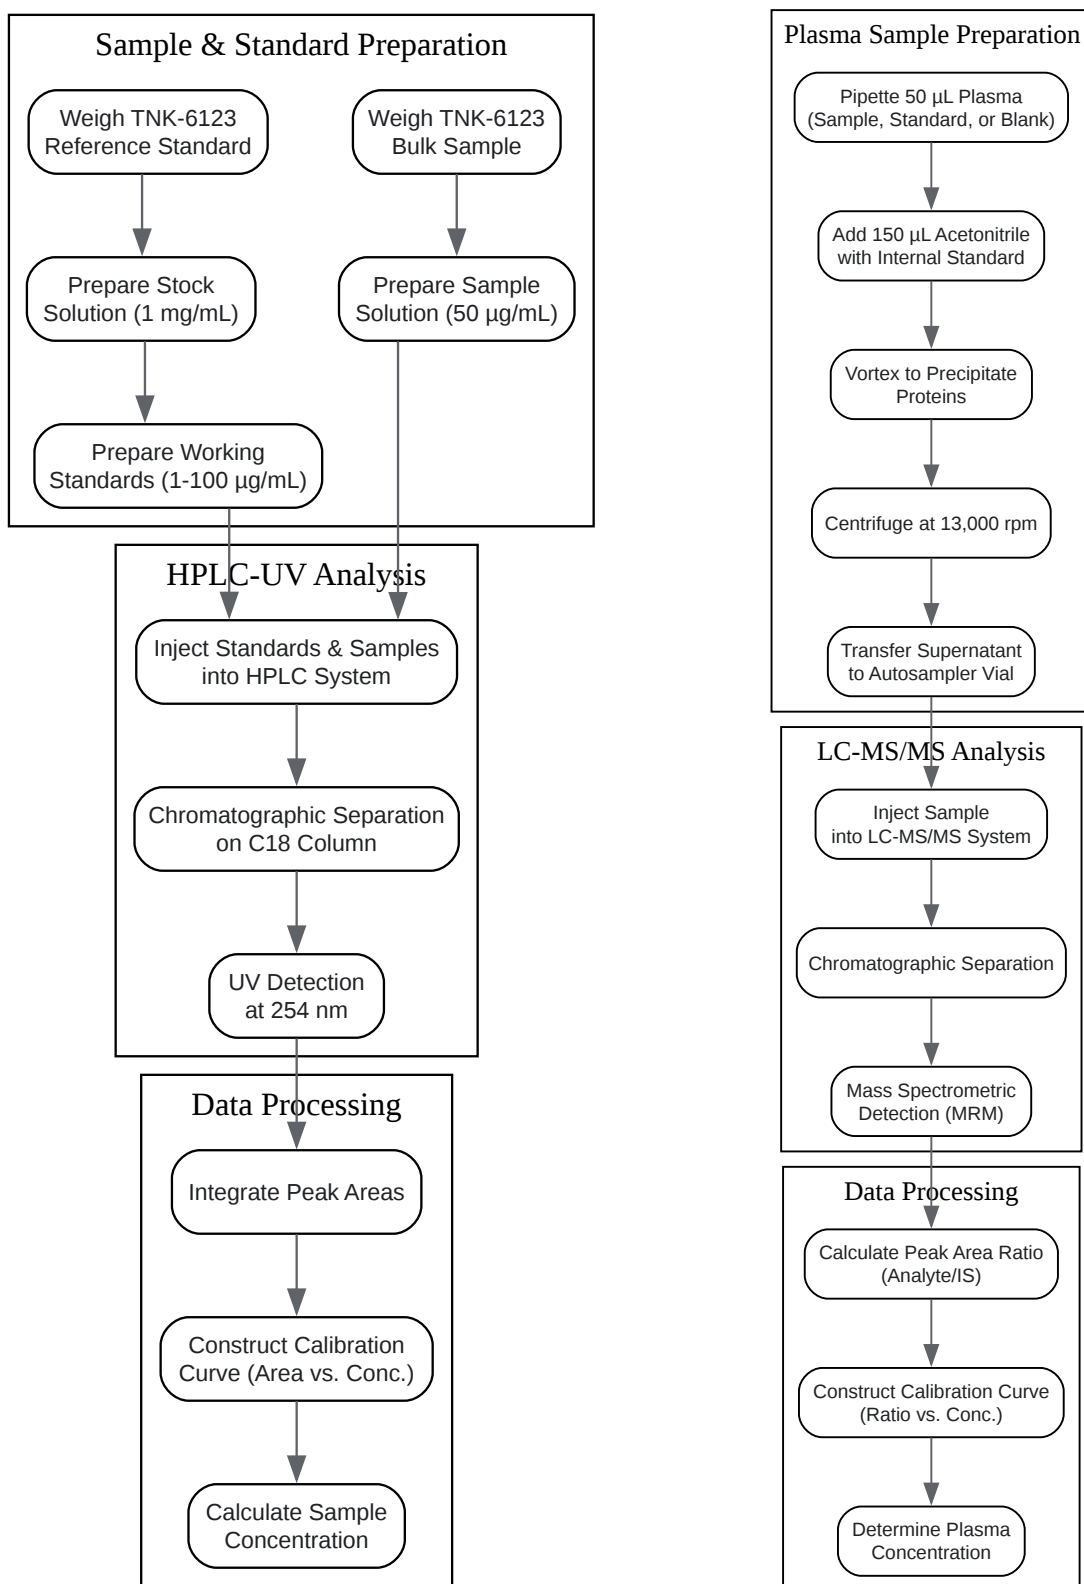 Sample & Standard Preparation
Weigh TNK-6123
Reference Standard
Weigh TNK-6123
Bulk Sample
Prepare Stock
Solution (1 mg/mL)
Prepare Sample
Solution (50 µg/mL)
Prepare Working
Standards (1-100 µg/mL)
HPLC-UV Analysis
Inject Standards & Samples
into HPLC System
Chromatographic Separation
on C18 Column
UV Detection
at 254 nm
Data Processing
Integrate Peak Areas
Construct Calibration
Curve (Area vs. Conc.)
Calculate Sample
Concentration
Plasma Sample Preparation
Pipette 50 µL Plasma
(Sample, Standard, or Blank)
Add 150 µL Acetonitrile
with Internal Standard
Vortex to Precipitate
Proteins
Centrifuge at 13,000 rpm
Transfer Supernatant
to Autosampler Vial
LC-MS/MS Analysis
Inject Sample
into LC-MS/MS System
Chromatographic Separation
Mass Spectrometric
Detection (MRM)
Data Processing
Calculate Peak Area Ratio
(Analyte/IS)
Construct Calibration Curve
(Ratio vs. Conc.)
Determine Plasma
Concentration